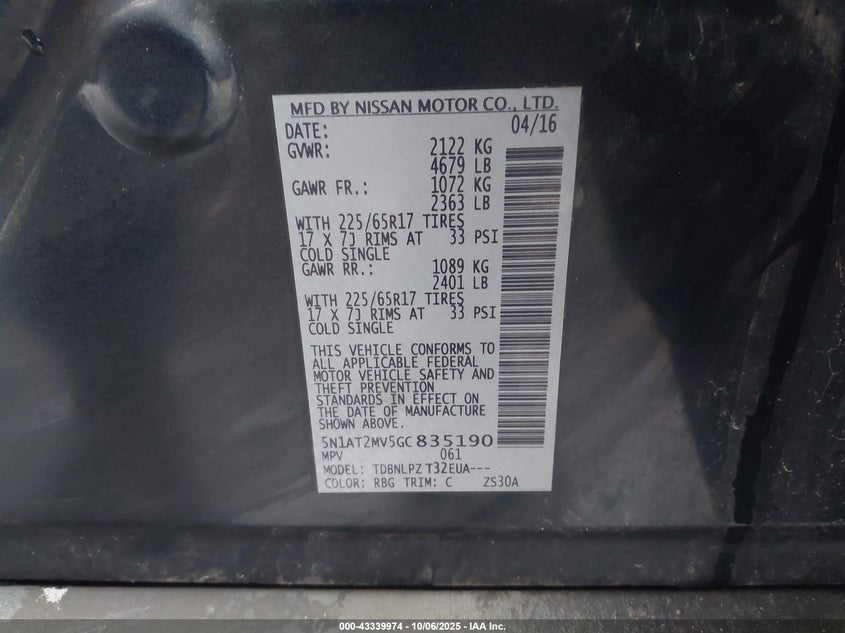 MFD BY NISSAN MOTOR CO., LTD.
DATE: 04/16
GVWR: 2122 KG
4679 LB
GAWR FR.: 1072 KG
2363 LB
WITH 225/65R17 TIRES
17 X 7J RIMS AT 33 PSI
COLD SINGLE
GAWR RR.: 1089 KG
2401 LB
WITH 225/65R17 TIRES
17 X 7J RIMS AT 33 PSI
COLD SINGLE
THIS VEHICLE CONFORMS TO
ALL APPLICABLE FEDERAL
MOTOR VEHICLE SAFETY AND
THEFT PREVENTION
STANDARDS IN EFFECT ON
THE DATE OF MANUFACTURE
SHOWN ABOVE.
5N1AT2MV5GC835190
MPV 061
MODEL: TDBNLPZ T32EUA---
COLOR: RBG TRIM: C ZS30A
000-43339974 - 10/06/2025 - IAA Inc.